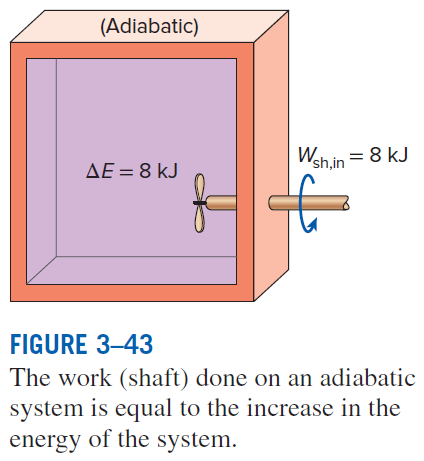 (Adiabatic)
ΔE = 8 kJ
Wsh,in = 8 kJ
FIGURE 3–43
The work (shaft) done on an adiabatic
system is equal to the increase in the
energy of the system.